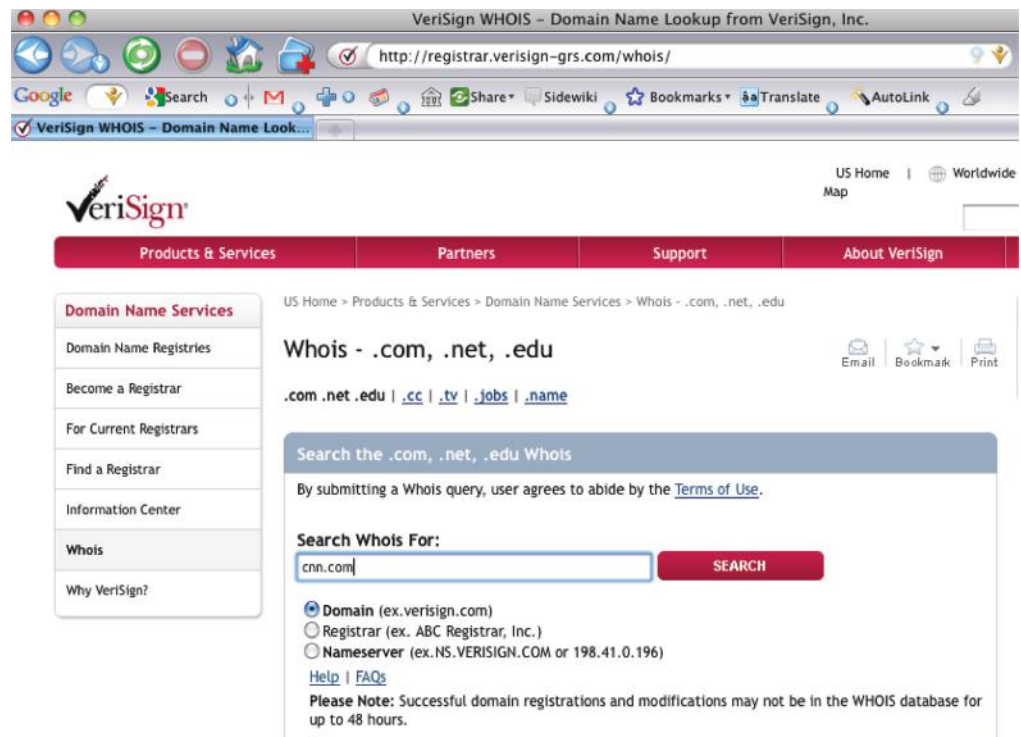 VeriSign WHOIS – Domain Name Lookup from VeriSign, Inc.
http://registrar.verisign-grs.com/whois/
Google Search Share Sidewiki Bookmarks Translate AutoLink
VeriSign WHOIS – Domain Name Look...
US Home | Worldwide
Map
VeriSign
Products & Services Partners Support About VeriSign
Domain Name Services
Domain Name Registries
Become a Registrar
For Current Registrars
Find a Registrar
Information Center
Whois
Why VeriSign?
US Home > Products & Services > Domain Name Services > Whois - .com, .net, .edu
Whois - .com, .net, .edu
Email Bookmark Print
.com .net .edu | .cc | .tv | .jobs | .name
Search the .com, .net, .edu Whois
By submitting a Whois query, user agrees to abide by the Terms of Use.
Search Whois For:
cnn.com SEARCH
Domain (ex.verisign.com)
Registrar (ex. ABC Registrar, Inc.)
Nameserver (ex.NS.VERISIGN.COM or 198.41.0.196)
Help | FAQs
Please Note: Successful domain registrations and modifications may not be in the WHOIS database for
up to 48 hours.